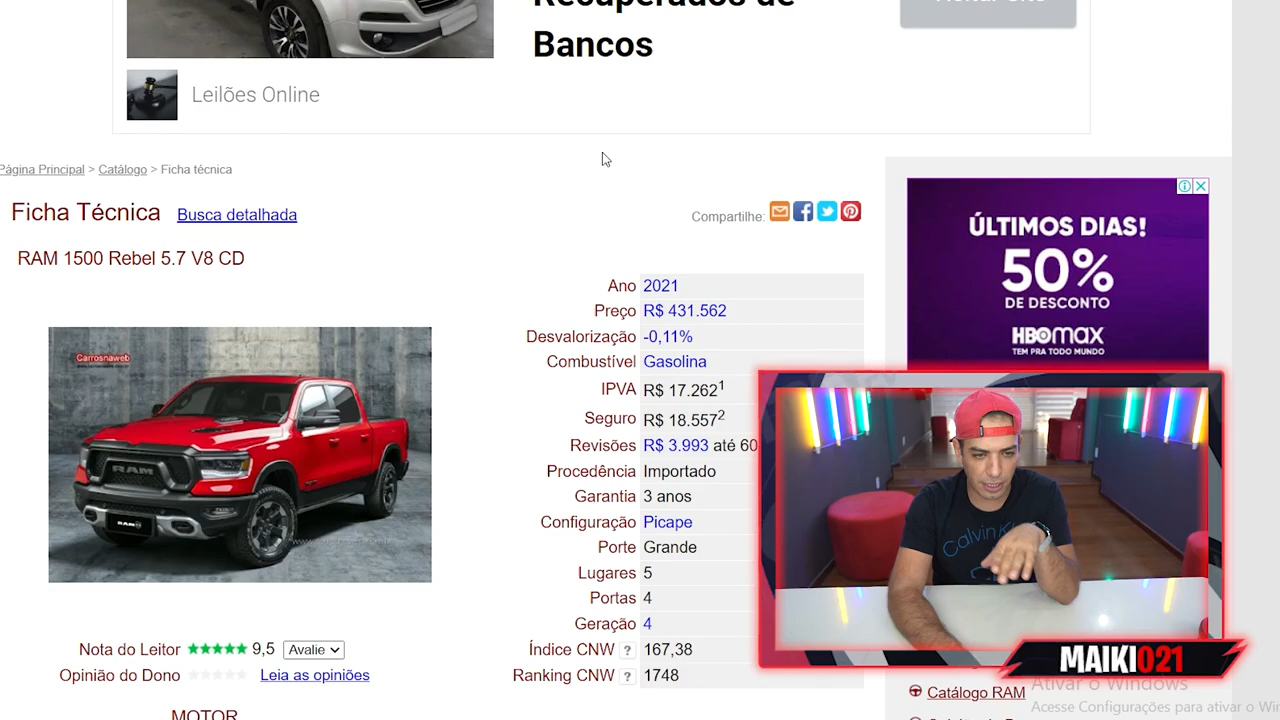 Recuperados de
Bancos
Leilões Online
Página Principal > Catálogo > Ficha técnica
Ficha Técnica Busca detalhada
Compartilhe:
RAM 1500 Rebel 5.7 V8 CD
Carrosnaweb
RAM
Ano 2021
Preço R$ 431.562
Desvalorização -0,11%
Combustível Gasolina
IPVA R$ 17.262¹
Seguro R$ 18.557²
Revisões R$ 3.993 até 60
Procedência Importado
Garantia 3 anos
Configuração Picape
Porte Grande
Lugares 5
Portas 4
Geração 4
Índice CNW ? 167,38
Ranking CNW ? 1748
Nota do Leitor ★★★★★ 9,5 Avalie
Opinião do Dono Leia as opiniões
MOTOR
ÚLTIMOS DIAS!
50%
DE DESCONTO
HBOMAX
TEM PRA TODO MUNDO
Calvin K
MAIKI021
Catálogo RAM
Ativar o Windows
Acesse Configurações para ativar o Win